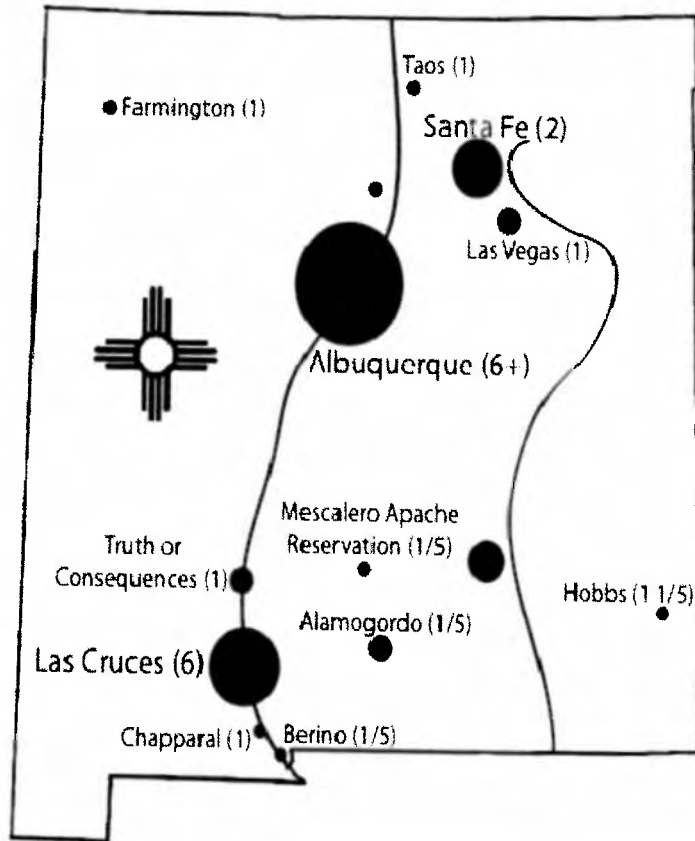 Taos (1)
Farmington (1)
Santa Fe (2)
Las Vegas (1)
Albuquerque (6+)
Mescalero Apache
Reservation (1/5)
Truth or
Consequences (1)
Hobbs (1 1/5)
Alamogordo (1/5)
Las Cruces (6)
Chapparal (1)
Berino (1/5)